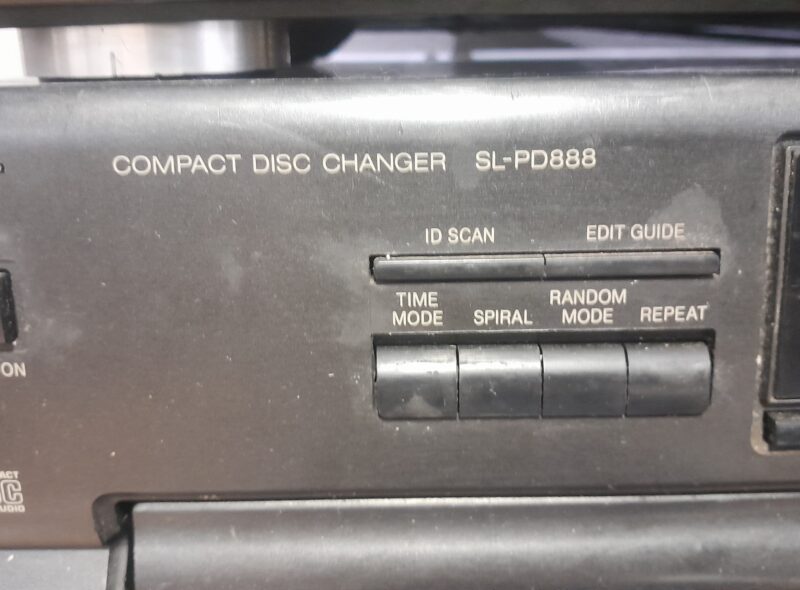 COMPACT DISC CHANGER SL-PD888
ID SCAN EDIT GUIDE
TIME MODE SPIRAL RANDOM MODE REPEAT
ON